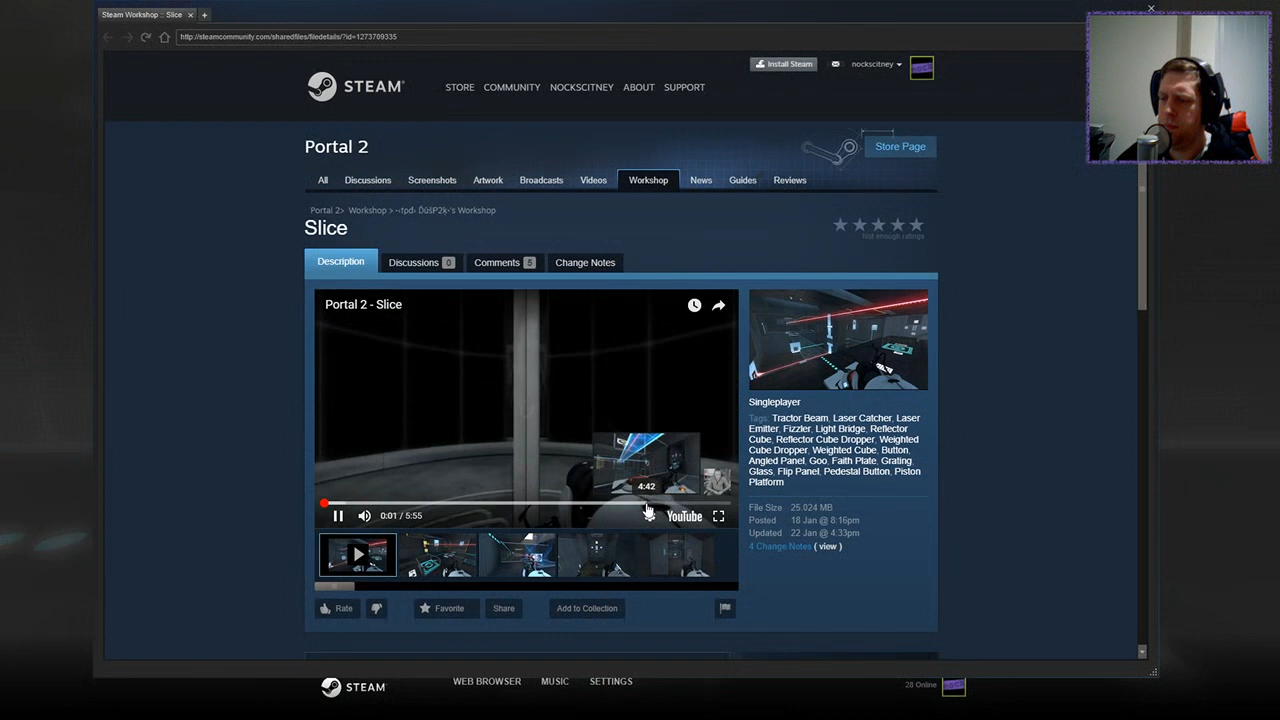 Steam Workshop :: Slice
http://steamcommunity.com/sharedfiles/filedetails/?id=1273709335
Install Steam
nockscitney
STEAM
STORE COMMUNITY NOCKSCITNEY ABOUT SUPPORT
Portal 2
Store Page
All Discussions Screenshots Artwork Broadcasts Videos Workshop News Guides Reviews
Portal 2> Workshop > 's Workshop
Slice
Not enough ratings
Description Discussions 0 Comments 5 Change Notes
Portal 2 - Slice
4:42
0:01 / 5:55
YouTube
Singleplayer
Tags: Tractor Beam, Laser Catcher, Laser
Emitter, Fizzler, Light Bridge, Reflector
Cube, Reflector Cube Dropper, Weighted
Cube Dropper, Weighted Cube, Button,
Angled Panel, Goo, Faith Plate, Grating,
Glass, Flip Panel, Pedestal Button, Piston
Platform
File Size 25.024 MB
Posted 18 Jan @ 8:16pm
Updated 22 Jan @ 4:33pm
4 Change Notes ( view )
Rate Favorite Share Add to Collection
STEAM
WEB BROWSER MUSIC SETTINGS
28 Online